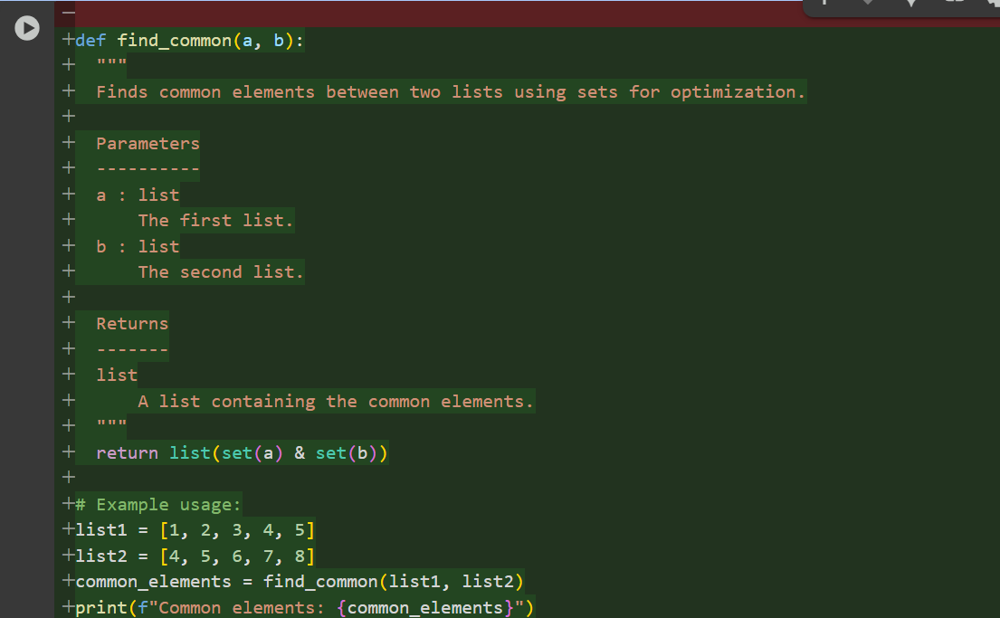 −
+def find_common(a, b):
+  """
+  Finds common elements between two lists using sets for optimization.
+
+  Parameters
+  ----------
+  a : list
+      The first list.
+  b : list
+      The second list.
+
+  Returns
+  -------
+  list
+      A list containing the common elements.
+  """
+  return list(set(a) & set(b))
+
+# Example usage:
+list1 = [1, 2, 3, 4, 5]
+list2 = [4, 5, 6, 7, 8]
+common_elements = find_common(list1, list2)
+print(f"Common elements: {common_elements}")